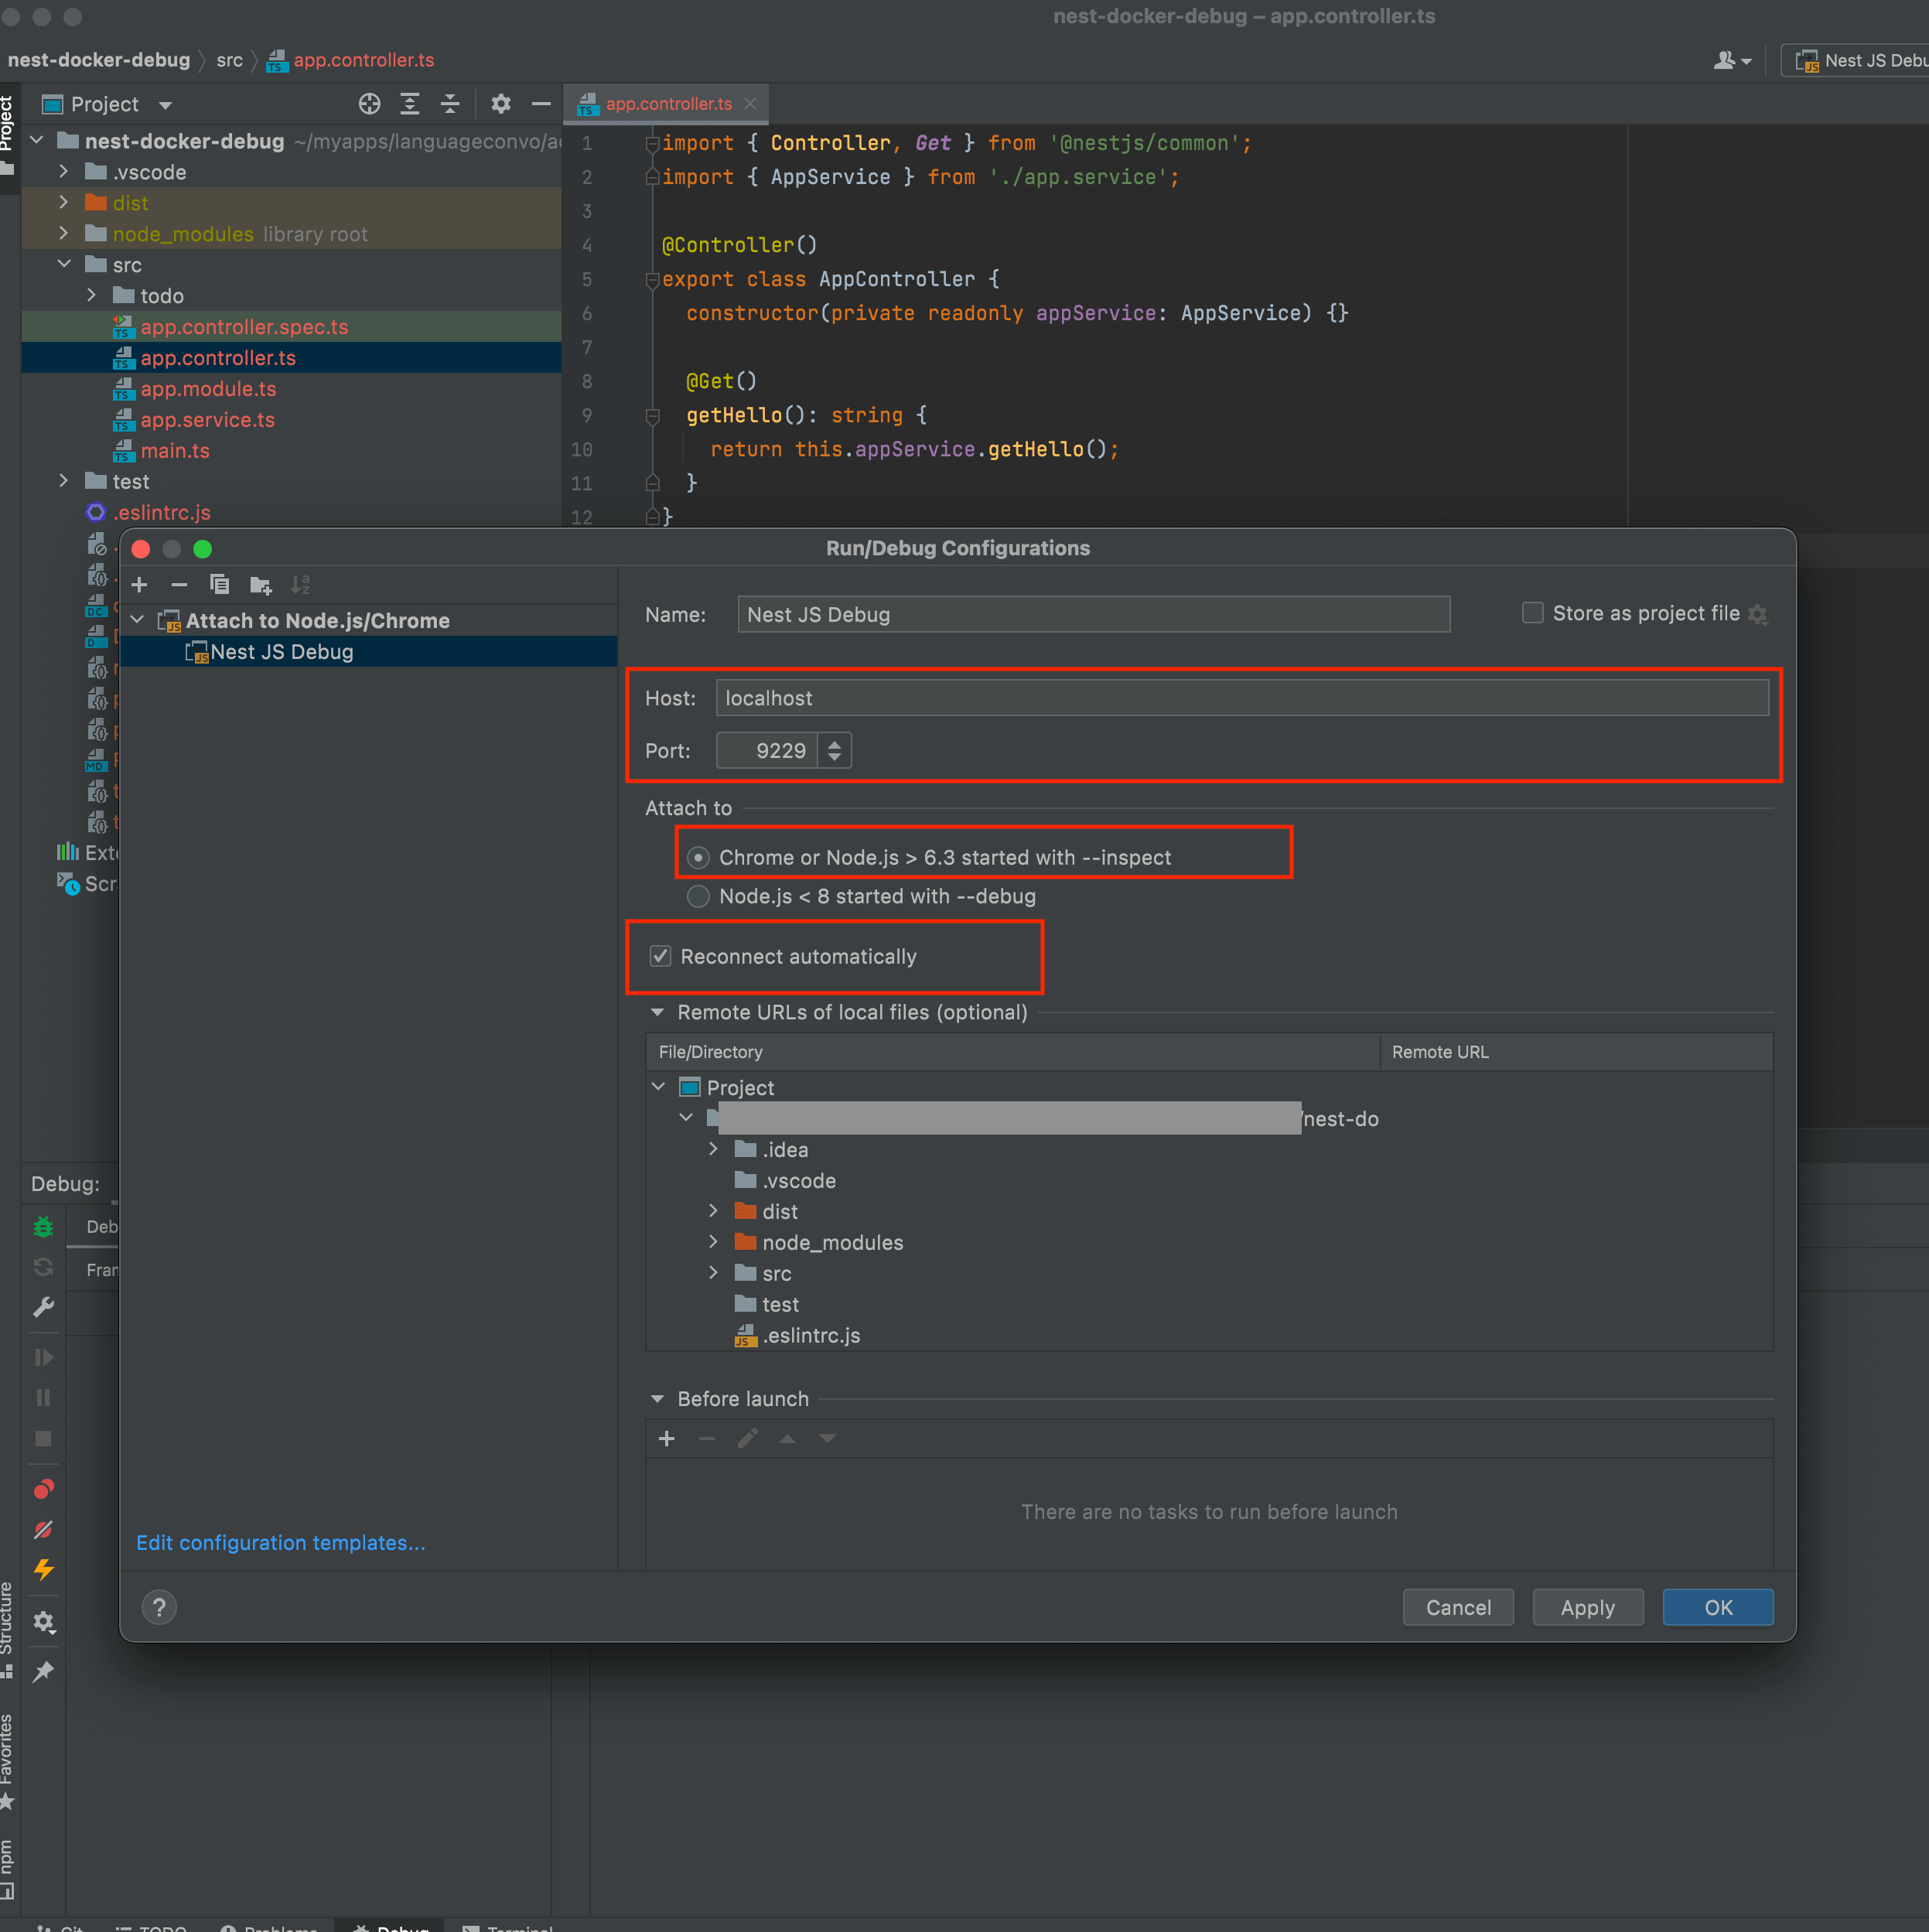 nest-docker-debug – app.controller.ts
nest-docker-debug src app.controller.ts
Nest JS Debu
Project
Project
app.controller.ts
nest-docker-debug ~/myapps/languageconvo/a
.vscode
dist
node_modules library root
src
todo
app.controller.spec.ts
app.controller.ts
app.module.ts
app.service.ts
main.ts
test
.eslintrc.js
1 import { Controller, Get } from '@nestjs/common';
2 import { AppService } from './app.service';
3
4 @Controller()
5 export class AppController {
6 constructor(private readonly appService: AppService) {}
7
8 @Get()
9 getHello(): string {
10 return this.appService.getHello();
11 }
12 }
Exte
Scr
Run/Debug Configurations
Attach to Node.js/Chrome
Nest JS Debug
Edit configuration templates...
Name: Nest JS Debug
Store as project file
Host: localhost
Port: 9229
Attach to
Chrome or Node.js > 6.3 started with --inspect
Node.js < 8 started with --debug
Reconnect automatically
Remote URLs of local files (optional)
File/Directory Remote URL
Project
/nest-do
.idea
.vscode
dist
node_modules
src
test
.eslintrc.js
Before launch
There are no tasks to run before launch
? Cancel Apply OK
Debug:
Deb
Fran
Structure
Favorites
npm
Git TODO Problems Debug Terminal